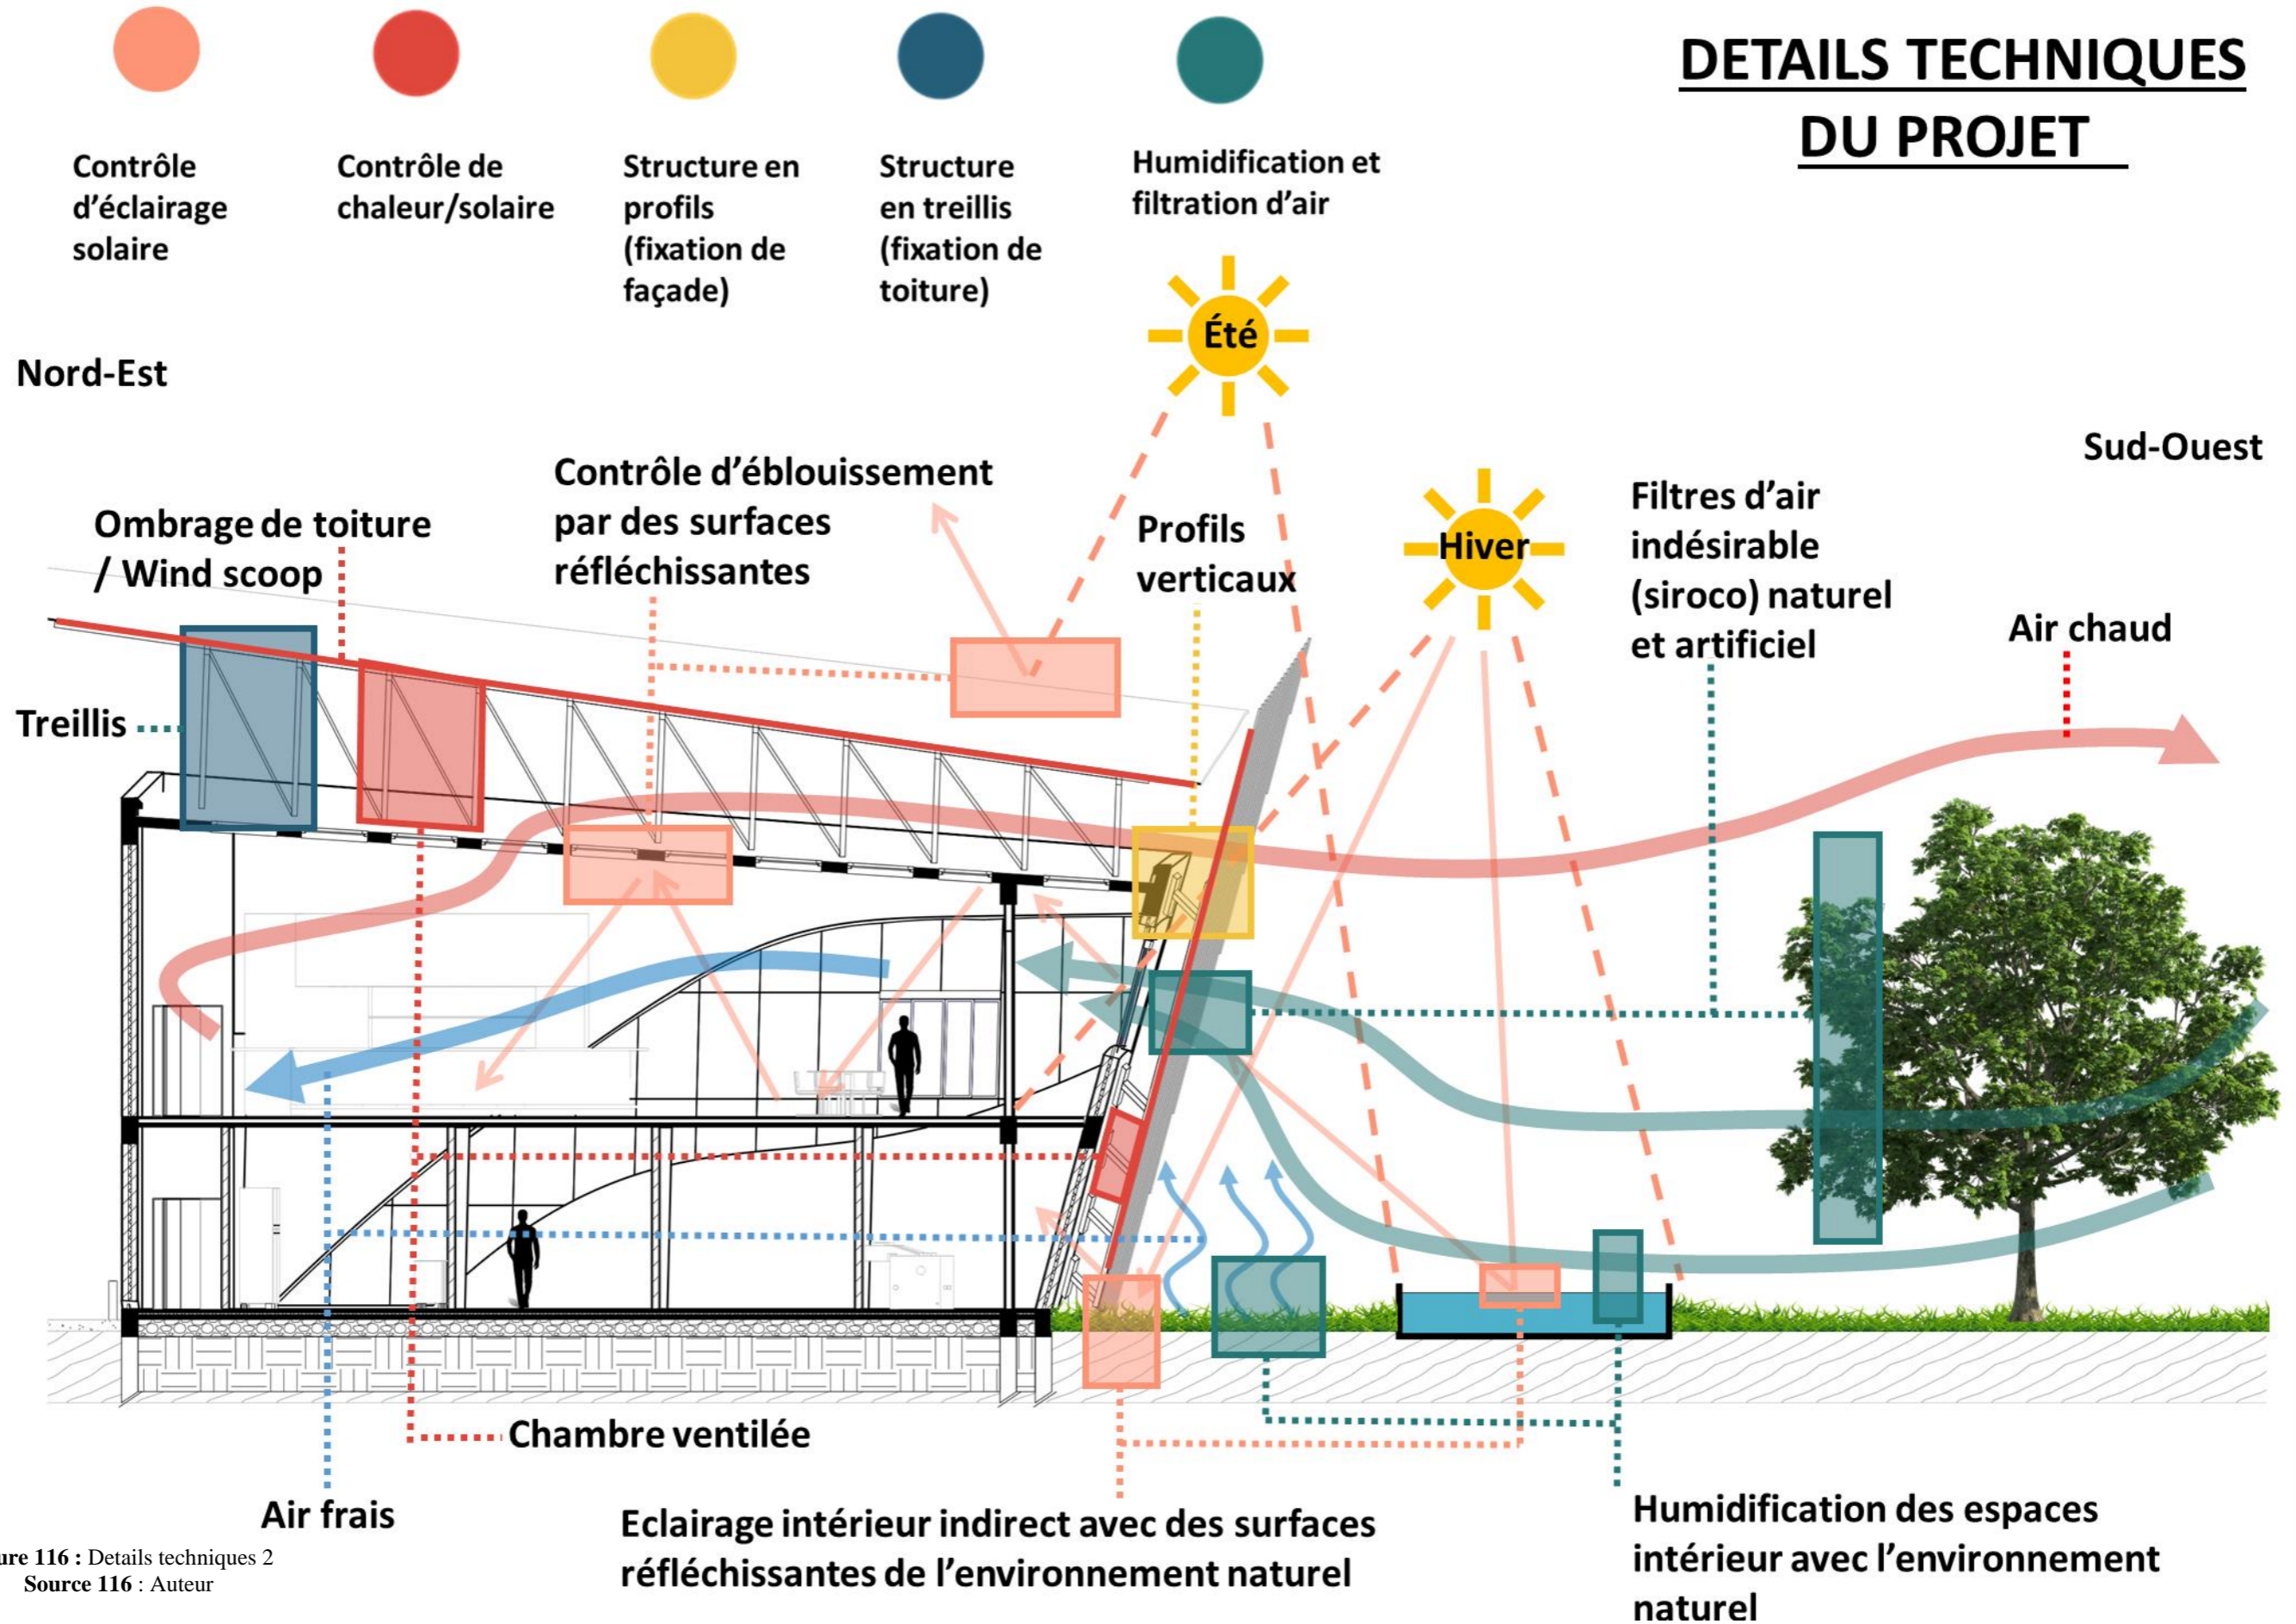 DETAILS TECHNIQUES
DU PROJET
Contrôle
d'éclairage
solaire
Contrôle de
chaleur/solaire
Structure en
profils
(fixation de
façade)
Structure
en treillis
(fixation de
toiture)
Humidification et
filtration d'air
Été
Nord-Est
Sud-Ouest
Contrôle d'éblouissement
par des surfaces
réfléchissantes
Ombrage de toiture
/ Wind scoop
Profils
verticaux
Hiver
Filtres d'air
indésirable
(siroco) naturel
et artificiel
Air chaud
Treillis
Chambre ventilée
Air frais
Eclairage intérieur indirect avec des surfaces
réfléchissantes de l'environnement naturel
Humidification des espaces
intérieur avec l'environnement
naturel
ure 116 : Details techniques 2
Source 116 : Auteur